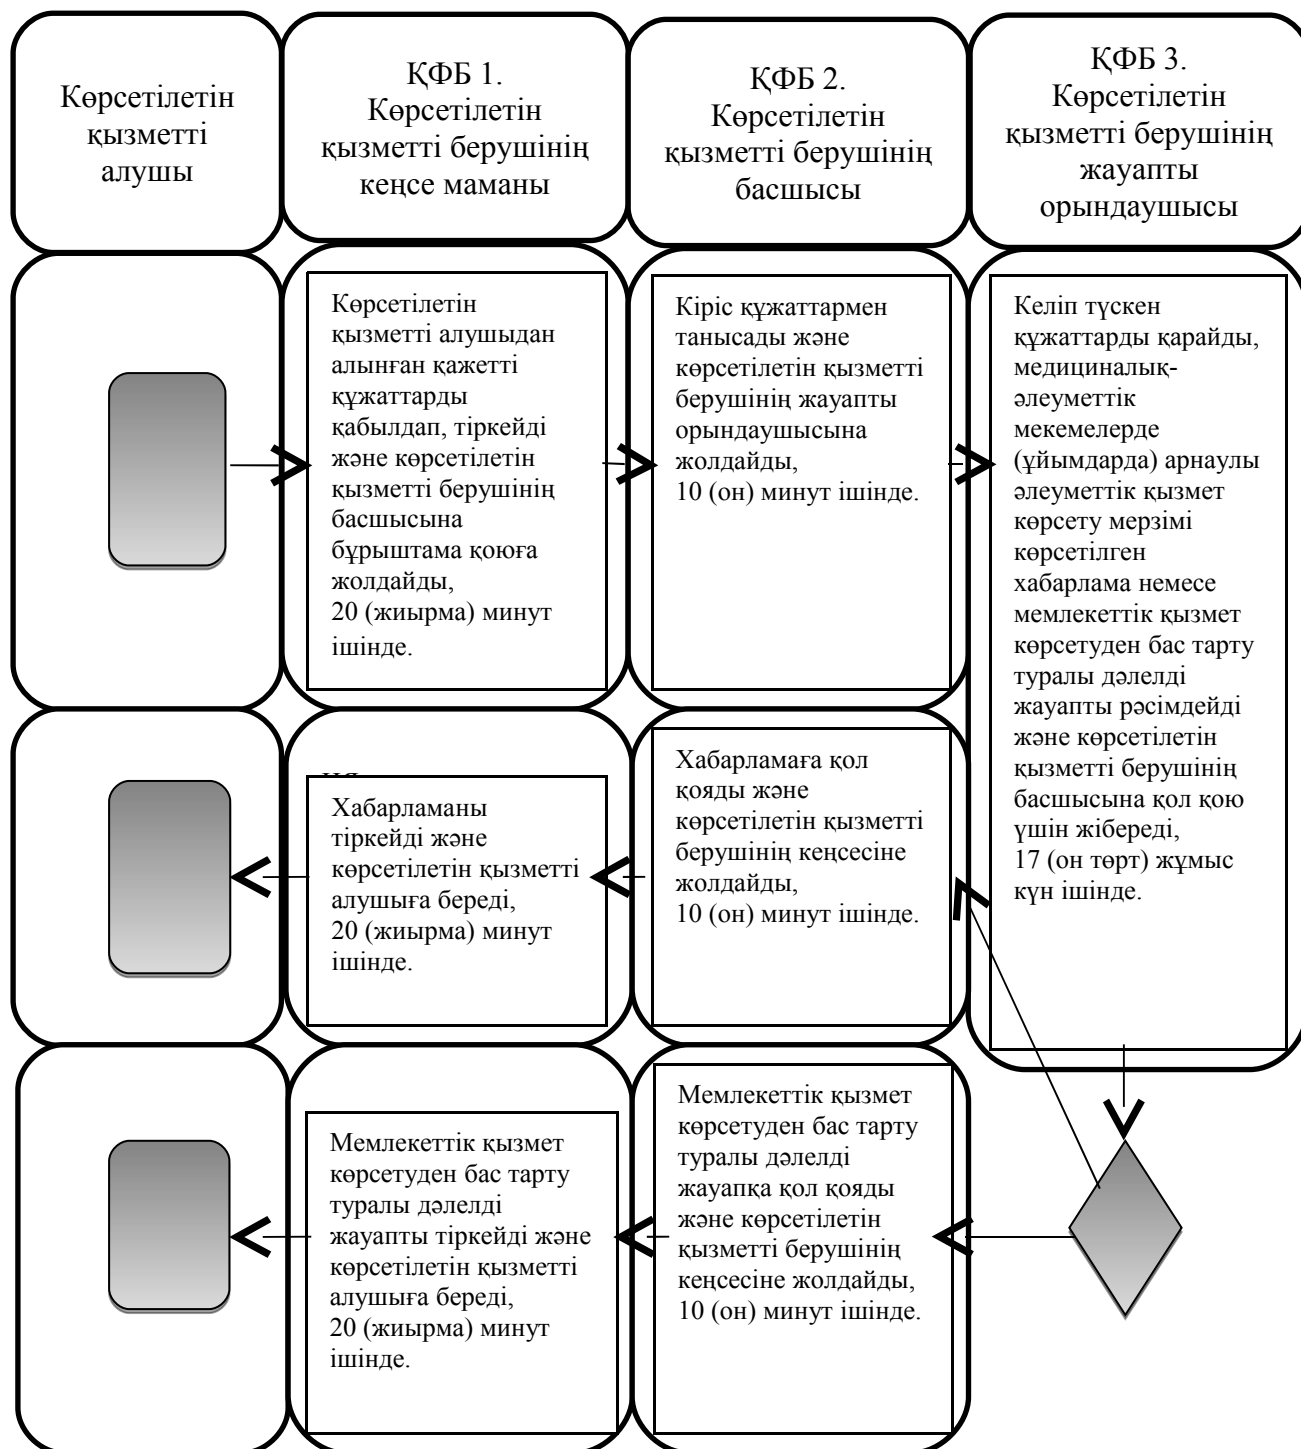 Көрсетілетін
қызметті
алушы
ҚФБ 1.
Көрсетілетін
қызметті берушінің
кеңсе маманы
ҚФБ 2.
Көрсетілетін
қызметті берушінің
басшысы
ҚФБ 3.
Көрсетілетін
қызметті берушінің
жауапты
орындаушысы
Көрсетілетін
қызметті алушыдан
алынған қажетті
құжаттарды
қабылдап, тіркейді
және көрсетілетін
қызметті берушінің
басшысына
бұрыштама қоюға
жолдайды,
20 (жиырма) минут
ішінде.
Кіріс құжаттармен
танысады және
көрсетілетін қызметті
берушінің жауапты
орындаушысына
жолдайды,
10 (он) минут ішінде.
Келіп түскен
құжаттарды қарайды,
медициналық-
әлеуметтік
мекемелерде
(ұйымдарда) арнаулы
әлеуметтік қызмет
көрсету мерзімі
көрсетілген
хабарлама немесе
мемлекеттік қызмет
көрсетуден бас тарту
туралы дәлелді
жауапты рәсімдейді
және көрсетілетін
қызметті берушінің
басшысына қол қою
үшін жібереді,
17 (он төрт) жұмыс
күн ішінде.
Хабарламаны
тіркейді және
көрсетілетін қызметті
алушыға береді,
20 (жиырма) минут
ішінде.
Хабарламаға қол
қояды және
көрсетілетін қызметті
берушінің кеңсесіне
жолдайды,
10 (он) минут ішінде.
Мемлекеттік қызмет
көрсетуден бас тарту
туралы дәлелді
жауапты тіркейді және
көрсетілетін қызметті
алушыға береді,
20 (жиырма) минут
ішінде.
Мемлекеттік қызмет
көрсетуден бас тарту
туралы дәлелді
жауапқа қол қояды
және көрсетілетін
қызметті берушінің
кеңсесіне жолдайды,
10 (он) минут ішінде.